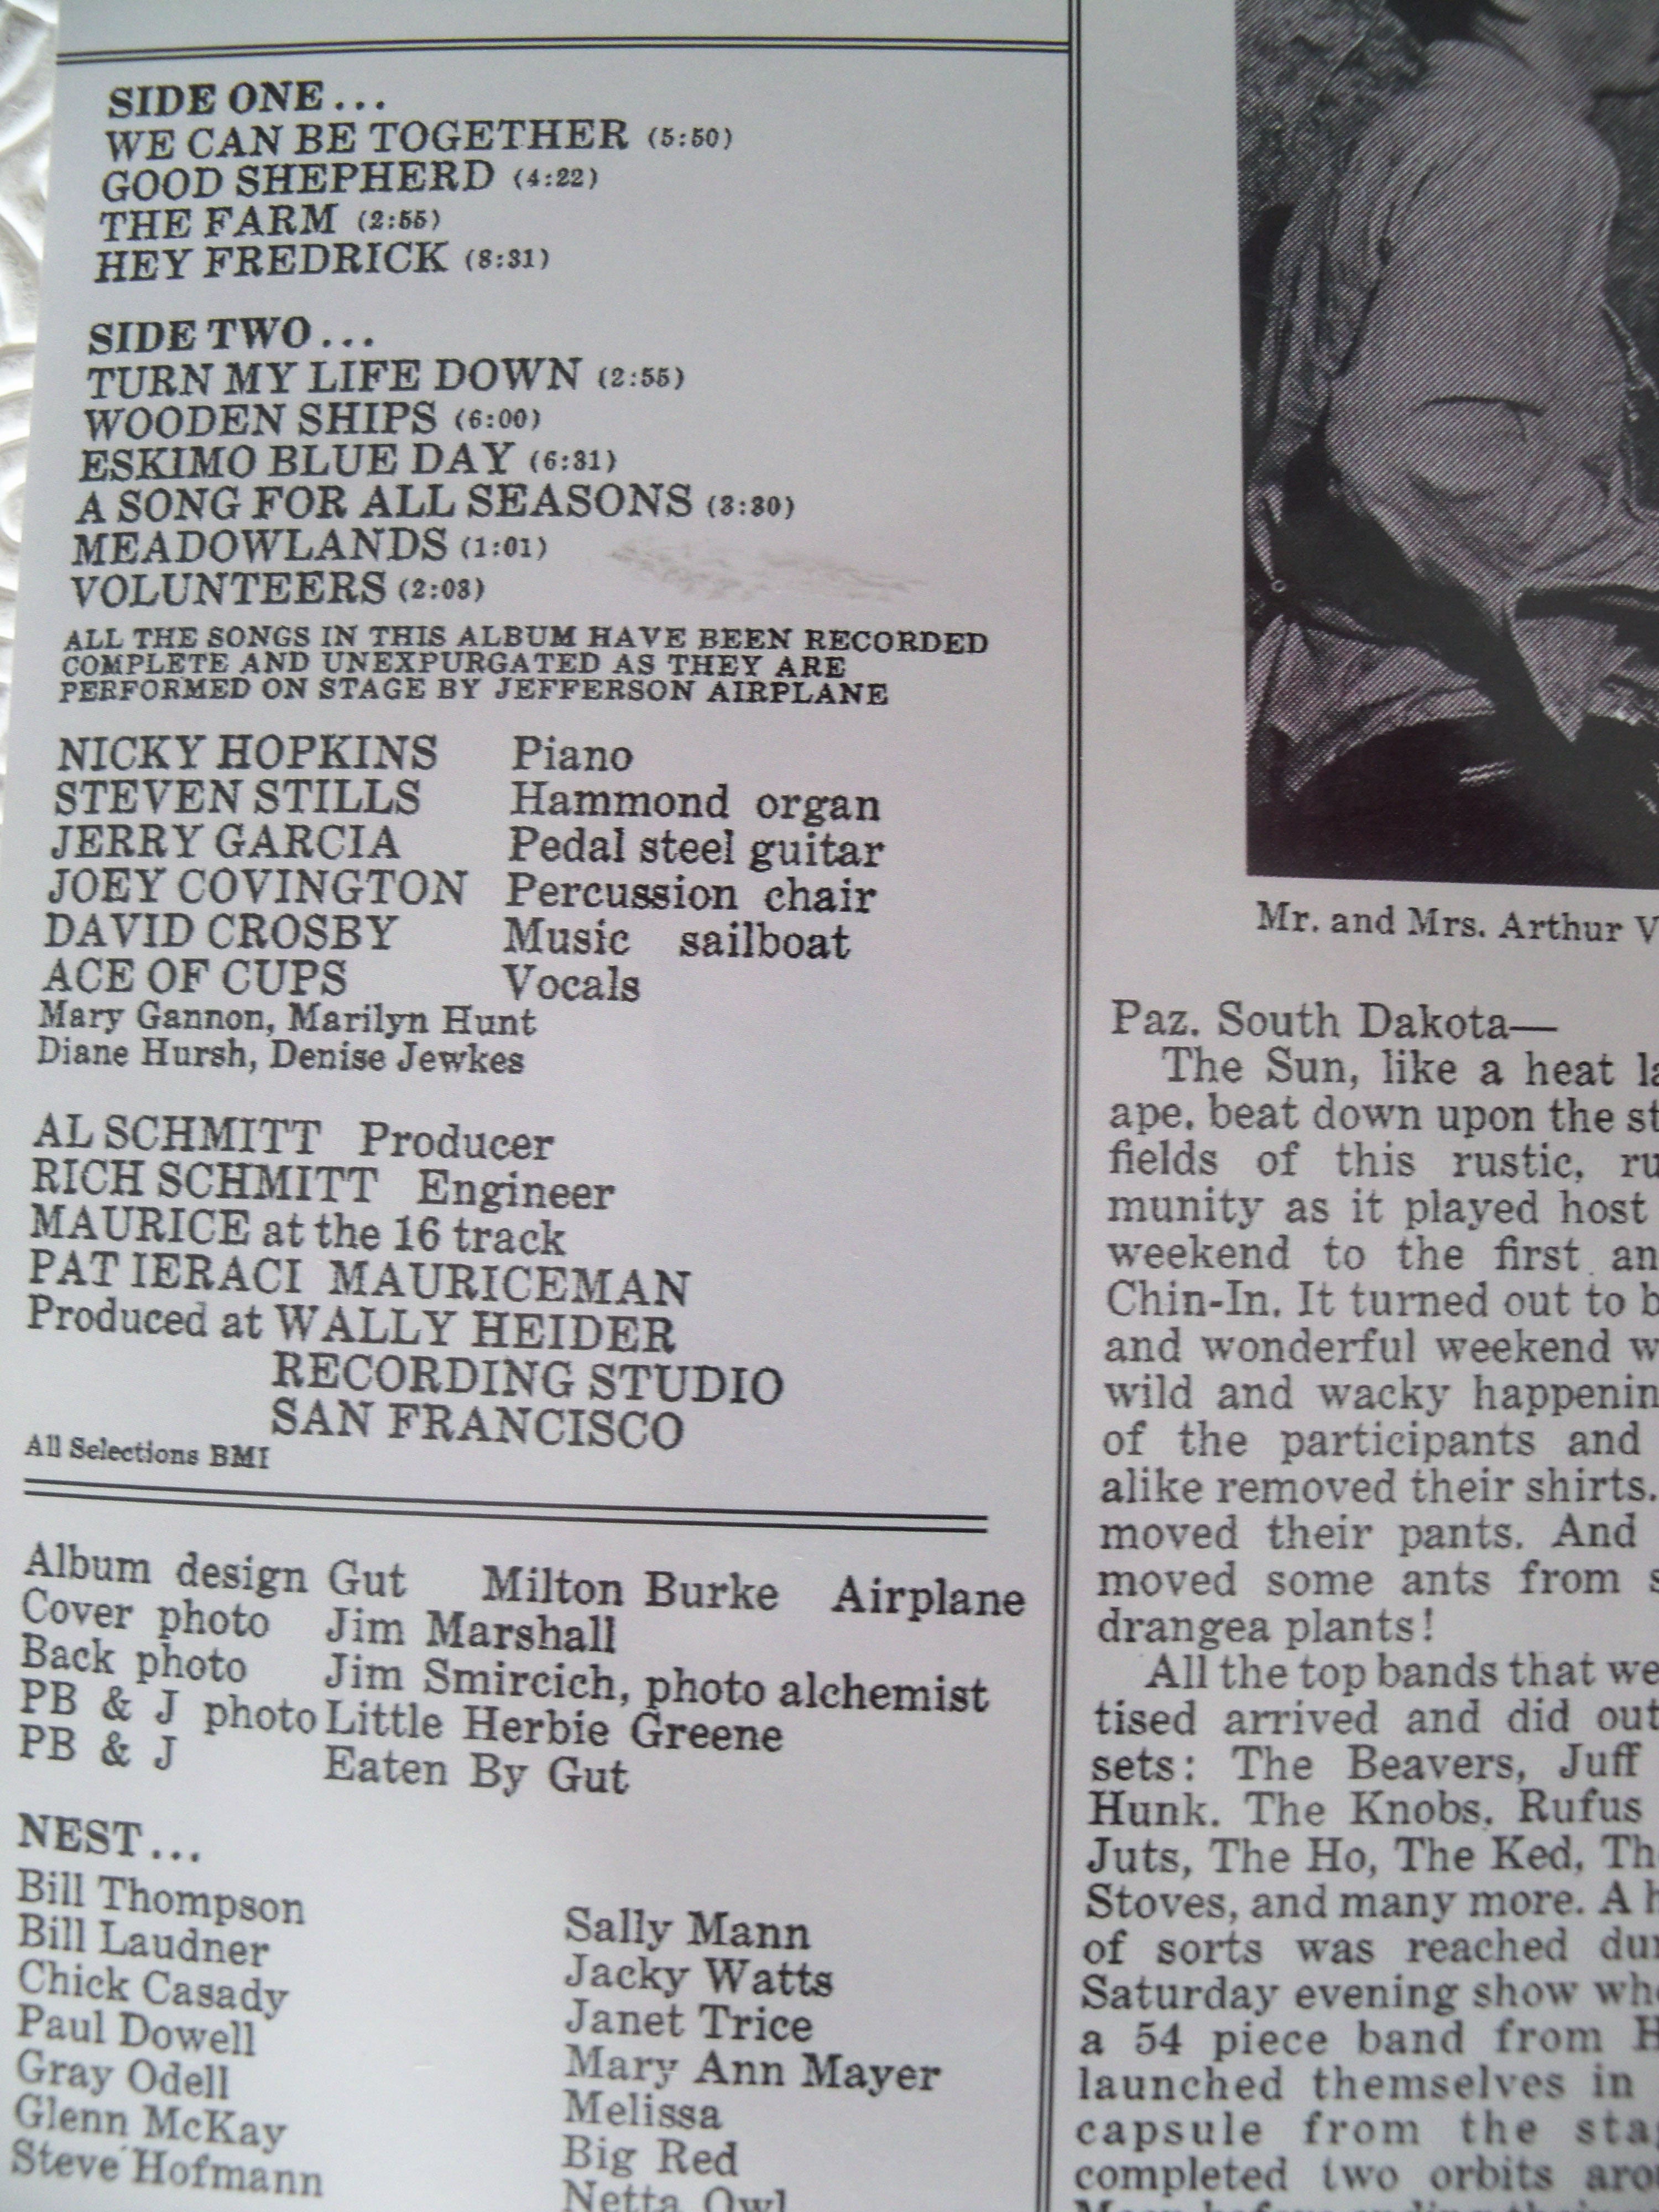 SIDE ONE...
WE CAN BE TOGETHER (5:50)
GOOD SHEPHERD (4:22)
THE FARM (2:55)
HEY FREDRICK (8:31)
SIDE TWO...
TURN MY LIFE DOWN (2:55)
WOODEN SHIPS (6:00)
ESKIMO BLUE DAY (6:31)
A SONG FOR ALL SEASONS (3:30)
MEADOWLANDS (1:01)
VOLUNTEERS (2:03)
ALL THE SONGS IN THIS ALBUM HAVE BEEN RECORDED
COMPLETE AND UNEXPURGATED AS THEY ARE
PERFORMED ON STAGE BY JEFFERSON AIRPLANE
NICKY HOPKINS Piano
STEVEN STILLS Hammond organ
JERRY GARCIA Pedal steel guitar
JOEY COVINGTON Percussion chair
DAVID CROSBY Music sailboat
ACE OF CUPS Vocals
Mary Gannon, Marilyn Hunt
Diane Hursh, Denise Jewkes
AL SCHMITT Producer
RICH SCHMITT Engineer
MAURICE at the 16 track
PAT IERACI MAURICEMAN
Produced at WALLY HEIDER
RECORDING STUDIO
SAN FRANCISCO
All Selections BMI
Album design Gut Milton Burke Airplane
Cover photo Jim Marshall
Back photo Jim Smircich, photo alchemist
PB & J photo Little Herbie Greene
PB & J Eaten By Gut
NEST...
Bill Thompson
Bill Laudner
Chick Casady
Paul Dowell
Gray Odell
Glenn McKay
Steve Hofmann
Sally Mann
Jacky Watts
Janet Trice
Mary Ann Mayer
Melissa
Big Red
Netta Owl
Mr. and Mrs. Arthur V
Paz, South Dakota—
The Sun, like a heat la
ape, beat down upon the st
fields of this rustic, ru
munity as it played host
weekend to the first an
Chin-In. It turned out to b
and wonderful weekend w
wild and wacky happenin
of the participants and
alike removed their shirts.
moved their pants. And
moved some ants from s
drangea plants!
All the top bands that we
tised arrived and did out
sets: The Beavers, Juff
Hunk, The Knobs, Rufus
Juts, The Ho, The Ked, Th
Stoves, and many more. A h
of sorts was reached dur
Saturday evening show whe
a 54 piece band from H
launched themselves in
capsule from the sta
completed two orbits aro